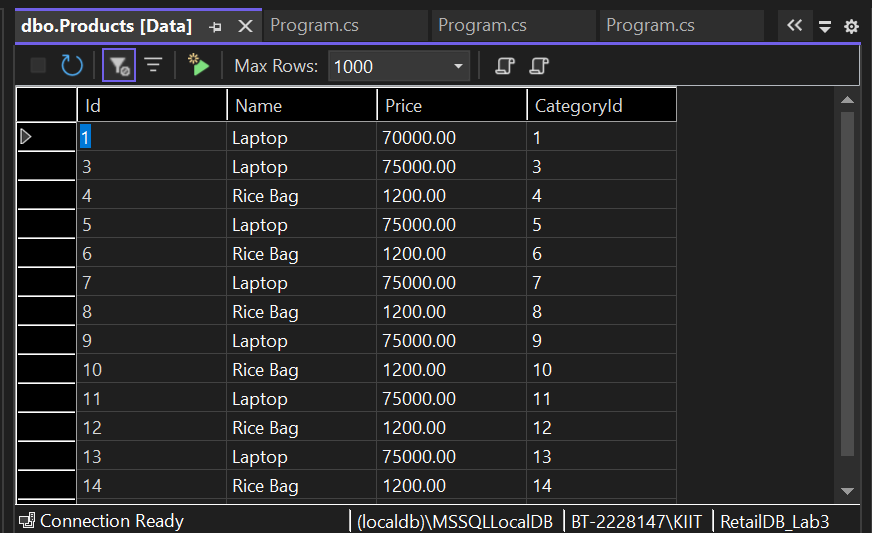 dbo.Products [Data] Program.cs Program.cs Program.cs
Max Rows: 1000
Id Name Price CategoryId
1 Laptop 70000.00 1
3 Laptop 75000.00 3
4 Rice Bag 1200.00 4
5 Laptop 75000.00 5
6 Rice Bag 1200.00 6
7 Laptop 75000.00 7
8 Rice Bag 1200.00 8
9 Laptop 75000.00 9
10 Rice Bag 1200.00 10
11 Laptop 75000.00 11
12 Rice Bag 1200.00 12
13 Laptop 75000.00 13
14 Rice Bag 1200.00 14
Connection Ready (localdb)\MSSQLLocalDB BT-2228147\KIIT RetailDB_Lab3